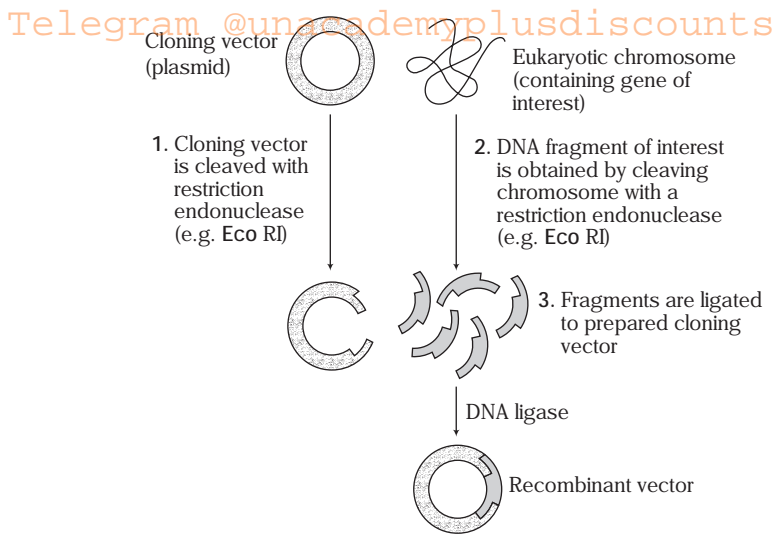 Telegram @unacademyplusdiscounts
Cloning vector
(plasmid)
Eukaryotic chromosome
(containing gene of
interest)
1. Cloning vector
is cleaved with
restriction
endonuclease
(e.g. Eco RI)
2. DNA fragment of interest
is obtained by cleaving
chromosome with a
restriction endonuclease
(e.g. Eco RI)
3. Fragments are ligated
to prepared cloning
vector
DNA ligase
Recombinant vector